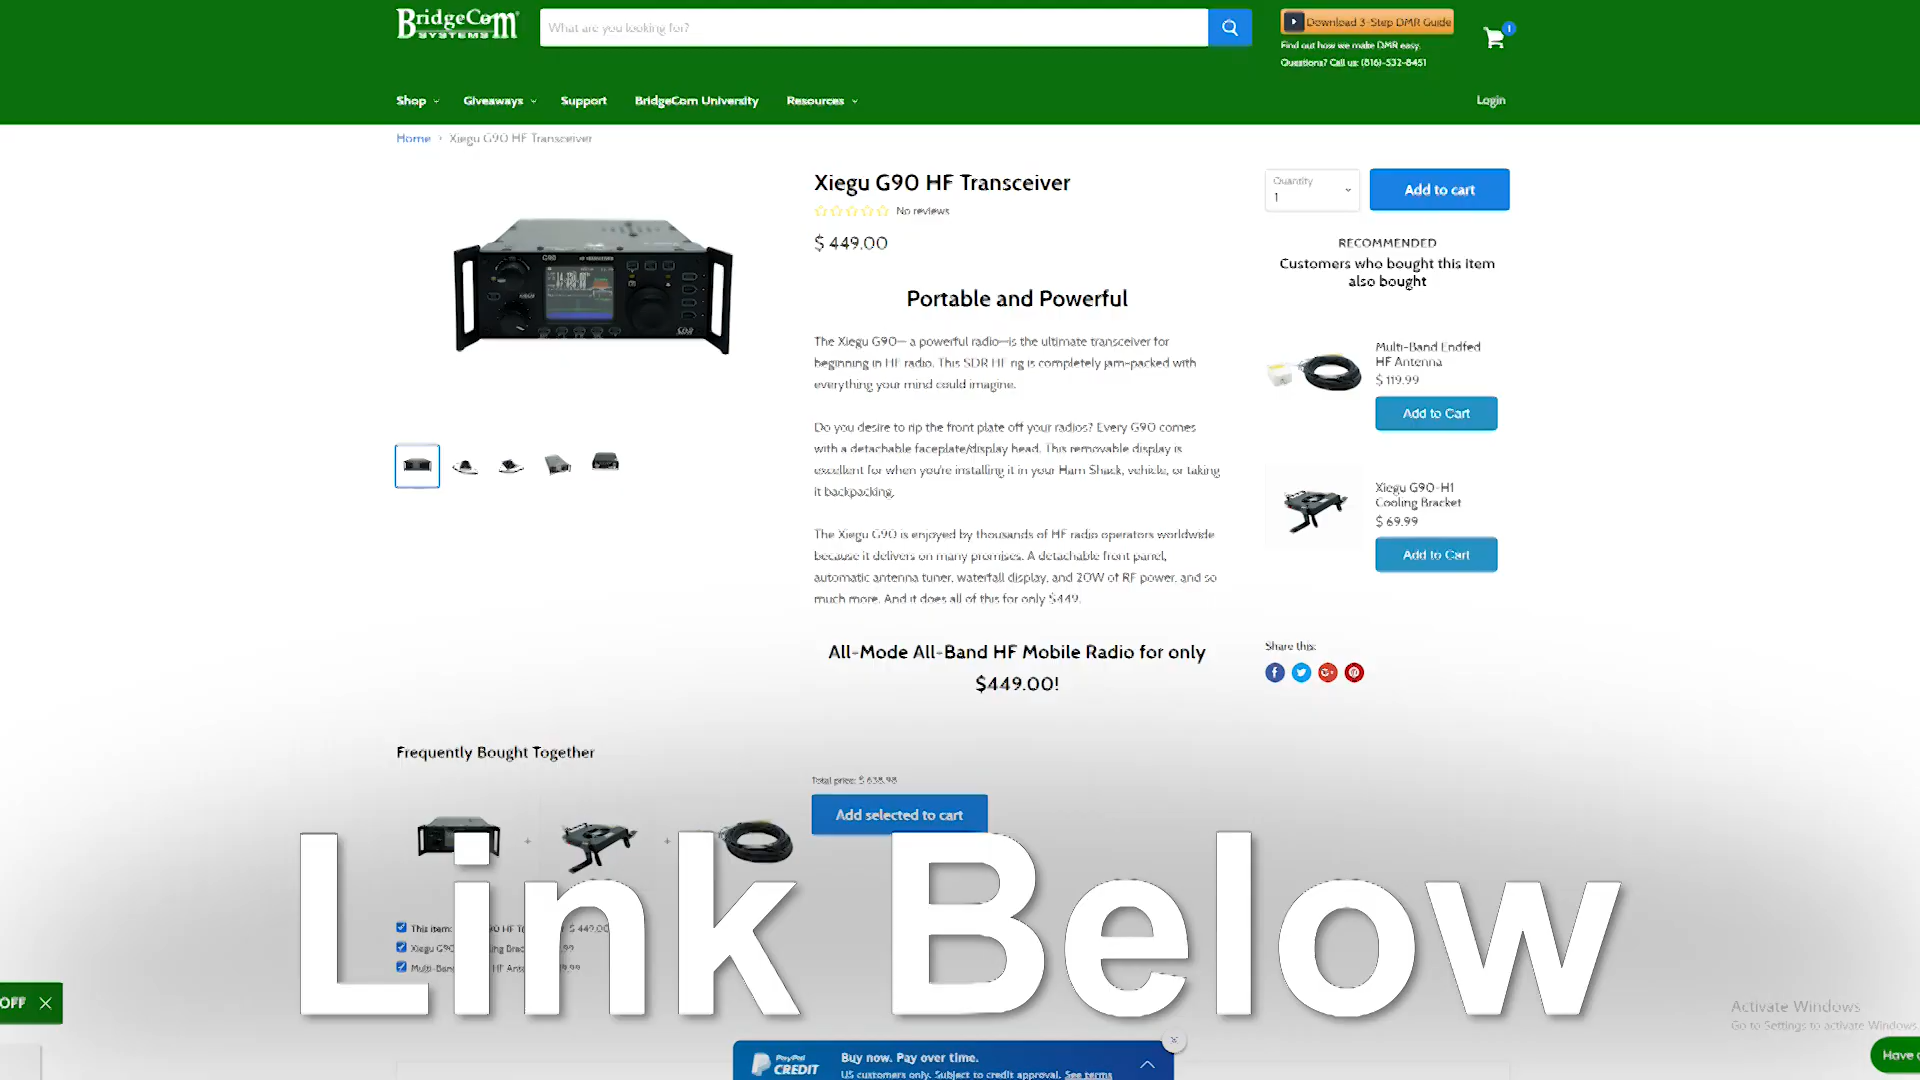 BridgeCom
SYSTEMS
What are you looking for?
Download 3-Step DMR Guide
Find out how we make DMR easy.
Questions? Call us: (816)-532-8451
1
Shop
Giveaways
Support
BridgeCom University
Resources
Login
Home › Xiegu G90 HF Transceiver
Xiegu G90 HF Transceiver
No reviews
$ 449.00
Portable and Powerful
The Xiegu G90— a powerful radio—is the ultimate transceiver for
beginning in HF radio. This SDR HF rig is completely jam-packed with
everything your mind could imagine.
Do you desire to rip the front plate off your radios? Every G90 comes
with a detachable faceplate/display head. This removable display is
excellent for when you're installing it in your Ham Shack, vehicle, or taking
it backpacking.
The Xiegu G90 is enjoyed by thousands of HF radio operators worldwide
because it delivers on many promises. A detachable front panel,
automatic antenna tuner, waterfall display, and 20W of RF power, and so
much more. And it does all of this for only $449.
All-Mode All-Band HF Mobile Radio for only
$449.00!
Quantity
1
Add to cart
RECOMMENDED
Customers who bought this item
also bought
Multi-Band Endfed
HF Antenna
$ 119.99
Add to Cart
Xiegu G90-H1
Cooling Bracket
$ 69.99
Add to Cart
Share this:
Frequently Bought Together
Total price: $ 638.98
Add selected to cart
This item: 90 HF $ 449.00
Xiegu G90 ing 99
Multi-Ban HF 9.99
Link Below
OFF
Activate Windows
Go to Settings to activate Windows.
PayPal
CREDIT
Buy now. Pay over time.
US customers only. Subject to credit approval. See terms
Have